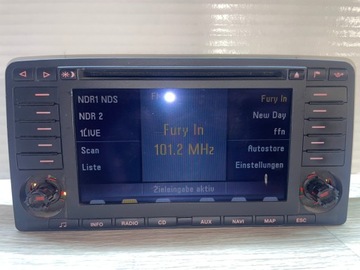 FM
NDR1 NDS
NDR 2
1LIVE
Scan
Liste
Fury In
101.2 MHz
Fury In
New Day
ffn
Autostore
Einstellungen
Zieleingabe aktiv
INFO
RADIO
CD
AUX
NAVI
MAP
ESC